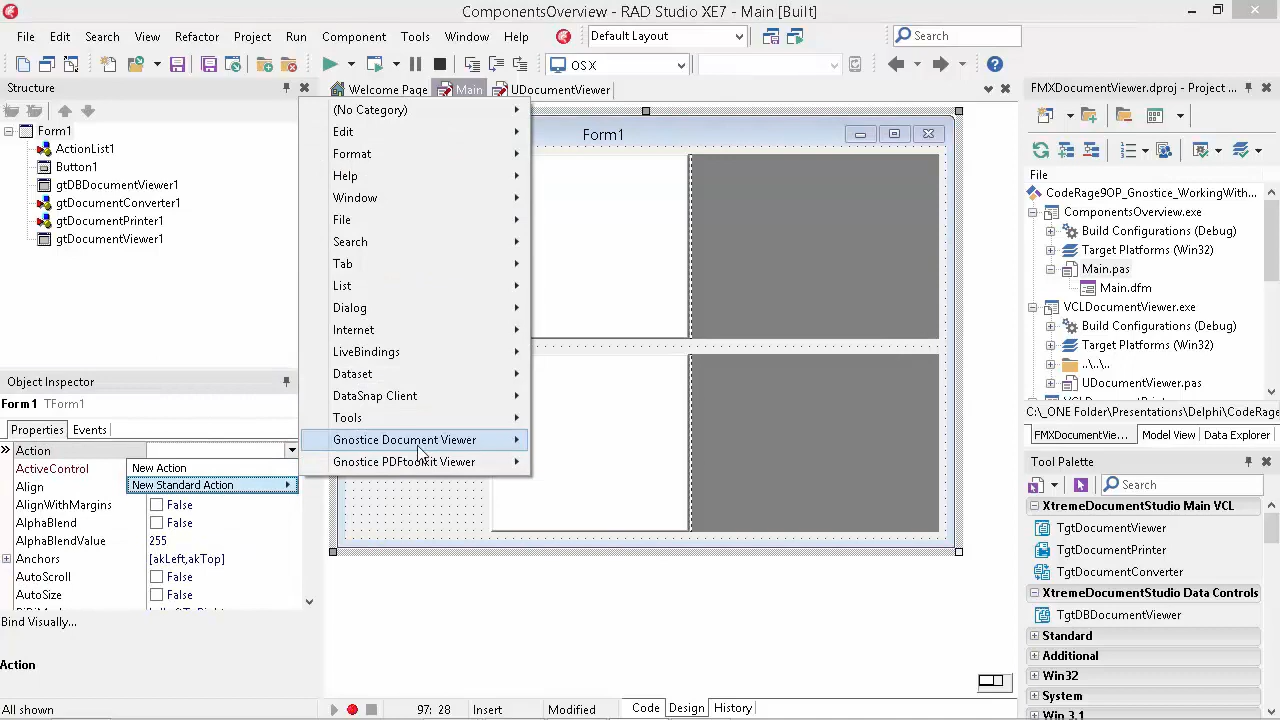 ComponentsOverview - RAD Studio XE7 - Main [Built]
File Edit Search View Refactor Project Run Component Tools Window Help Default Layout Search
OS X
Structure
Welcome Page Main UDocumentViewer
FMXDocumentViewer.dproj - Project ...
Form1
ActionList1
Button1
gtDBDocumentViewer1
gtDocumentConverter1
gtDocumentPrinter1
gtDocumentViewer1
(No Category)
Edit
Format
Help
Window
File
Search
Tab
List
Dialog
Internet
LiveBindings
Dataset
DataSnap Client
Tools
Gnostice Document Viewer
Gnostice PDFtoolkit Viewer
Form1
File
CodeRage9OP_Gnostice_WorkingWith...
ComponentsOverview.exe
Build Configurations (Debug)
Target Platforms (Win32)
Main.pas
Main.dfm
VCLDocumentViewer.exe
Build Configurations (Debug)
Target Platforms (Win32)
..\..\..
UDocumentViewer.pas
C:\_ONE Folder\Presentations\Delphi\CodeRag
FMXDocumentVie... Model View Data Explorer
Object Inspector
Form1 TForm1
Properties Events
Action
New Action
New Standard Action
ActiveControl
Align
AlignWithMargins False
AlphaBlend False
AlphaBlendValue 255
Anchors [akLeft,akTop]
AutoScroll False
AutoSize False
Bind Visually...
Action
All shown
Tool Palette
Search
XtremeDocumentStudio Main VCL
TgtDocumentViewer
TgtDocumentPrinter
TgtDocumentConverter
XtremeDocumentStudio Data Controls
TgtDBDocumentViewer
Standard
Additional
Win32
System
Win 3.1
97: 28 Insert Modified Code Design History